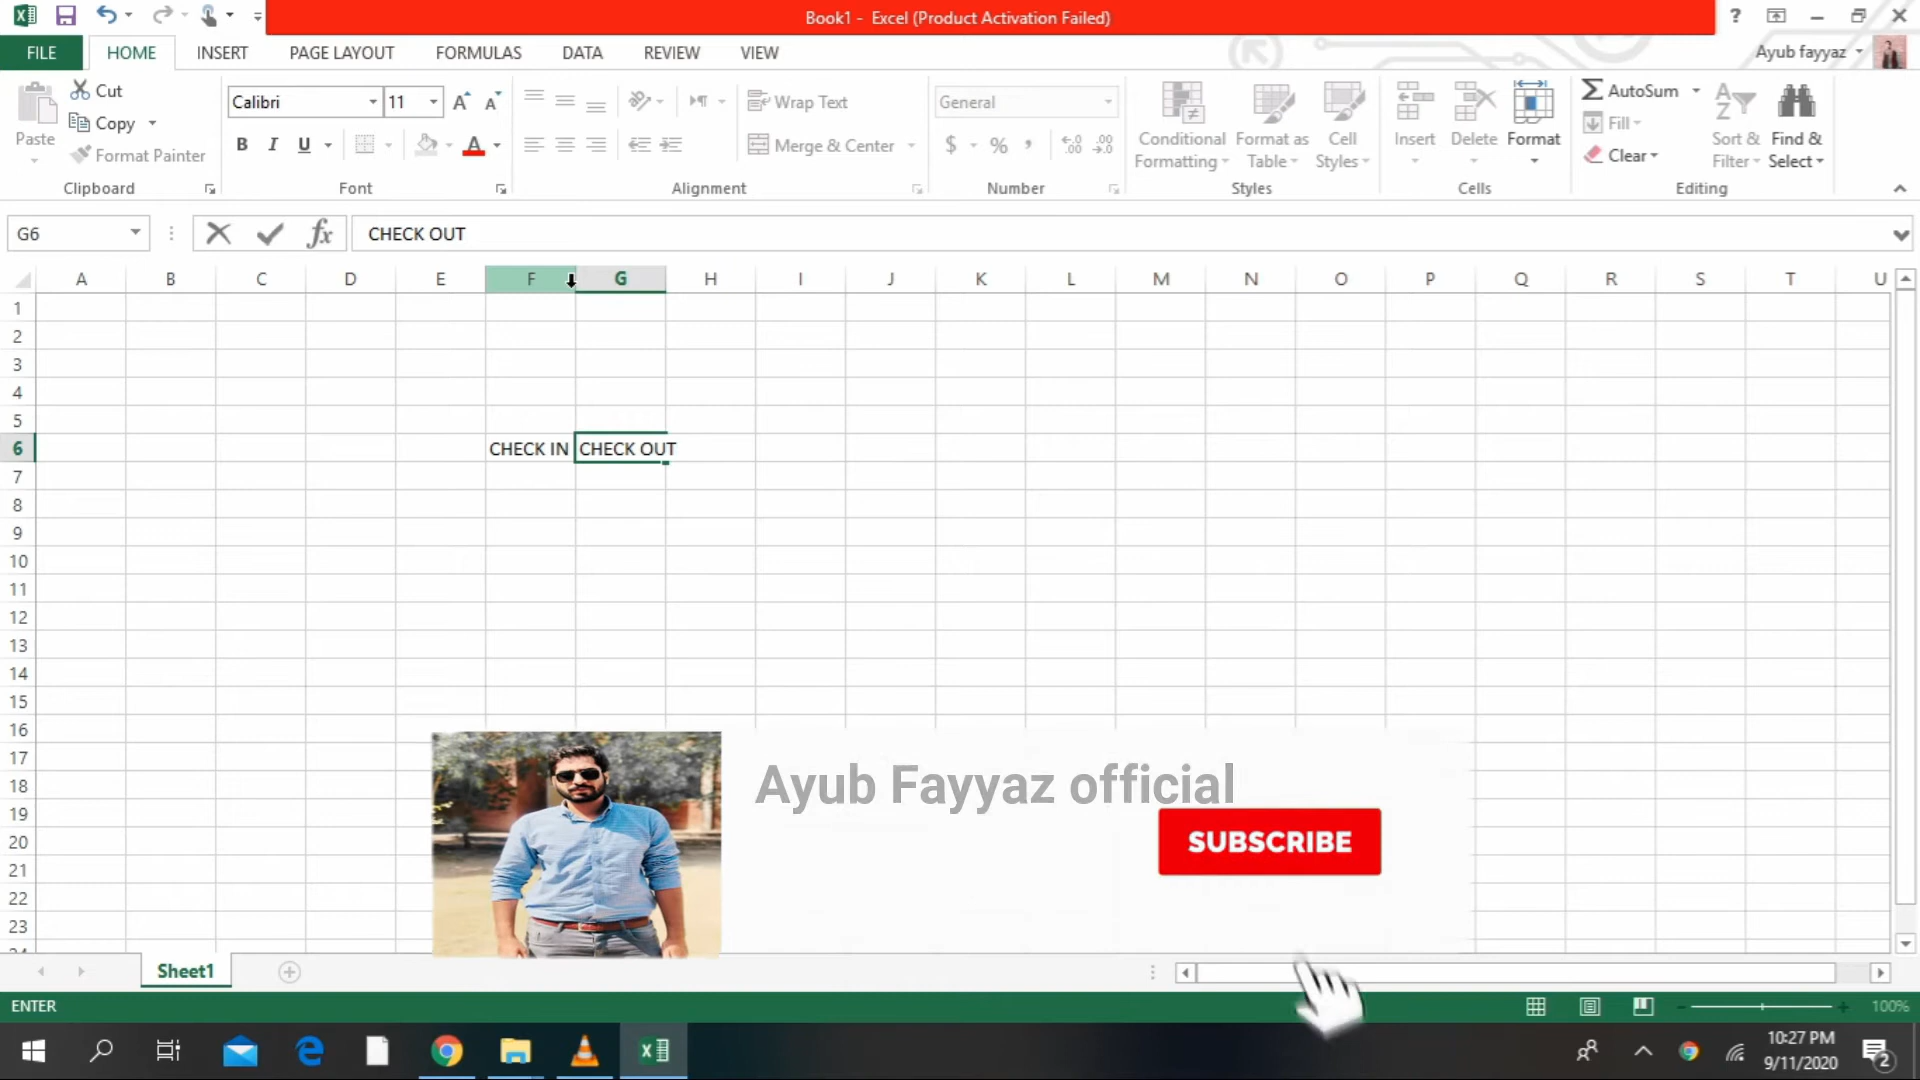 Book1 - Excel (Product Activation Failed)
?
FILE HOME INSERT PAGE LAYOUT FORMULAS DATA REVIEW VIEW
Ayub fayyaz
Paste
Cut
Copy
Format Painter
Clipboard
Calibri 11
B I U A
Font
Wrap Text
Merge & Center
Alignment
General
$ % ,
Number
Conditional Formatting
Format as Table
Cell Styles
Styles
Insert
Delete
Format
Cells
AutoSum
Fill
Clear
Sort & Filter
Find & Select
Editing
G6
fx
CHECK OUT
A B C D E F G H I J K L M N O P Q R S T U
1
2
3
4
5
6 CHECK IN CHECK OUT
7
8
9
10
11
12
13
14
15
16
17
18
19
20
21
22
23
Ayub Fayyaz official
SUBSCRIBE
Sheet1
ENTER
100%
10:27 PM
9/11/2020
2